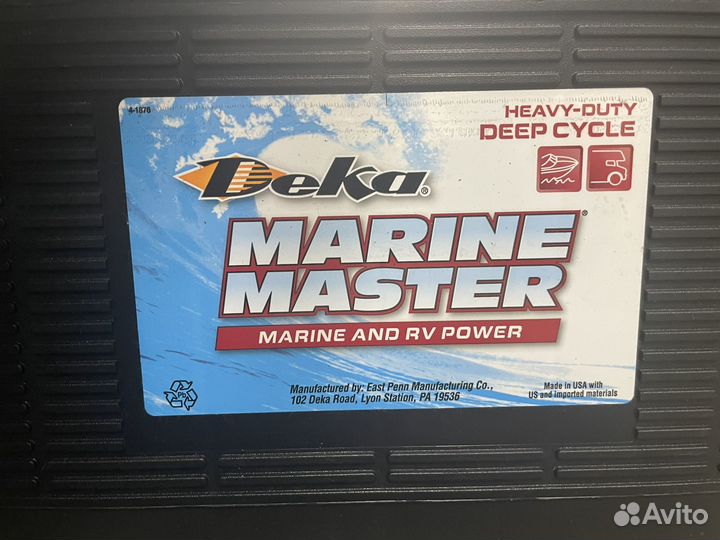 4-1876
HEAVY-DUTY
DEEP CYCLE
Deka®
MARINE®
MASTER
MARINE AND RV POWER
Pb
Manufactured by: East Penn Manufacturing Co.,
102 Deka Road, Lyon Station, PA 19536
Made in USA with
US and imported materials
Avito